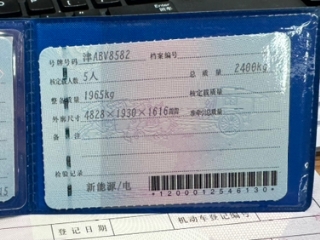 号牌号码 津A6V8582 档案编号
核定载人数 5人 总质量 2400kg
整备质量 1965kg 核定载质量
外廓尺寸 4828×1930×1616mm 准牵引总质量
备注
检验记录
新能源/电
*1200012546130*
登记日期 机动车登记编号